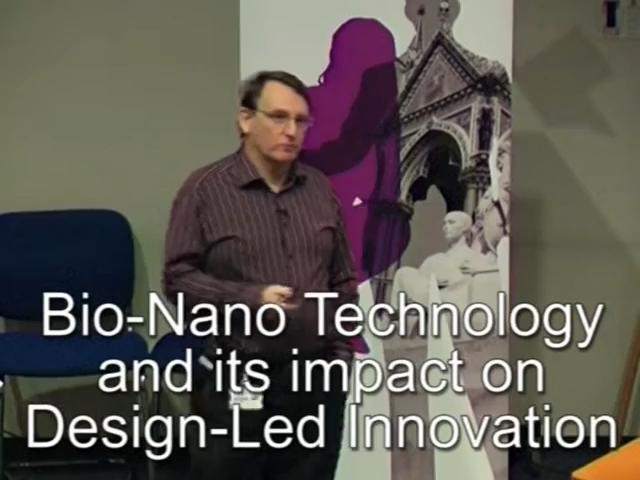 Bio-Nano Technology
and its impact on
Design-Led Innovation